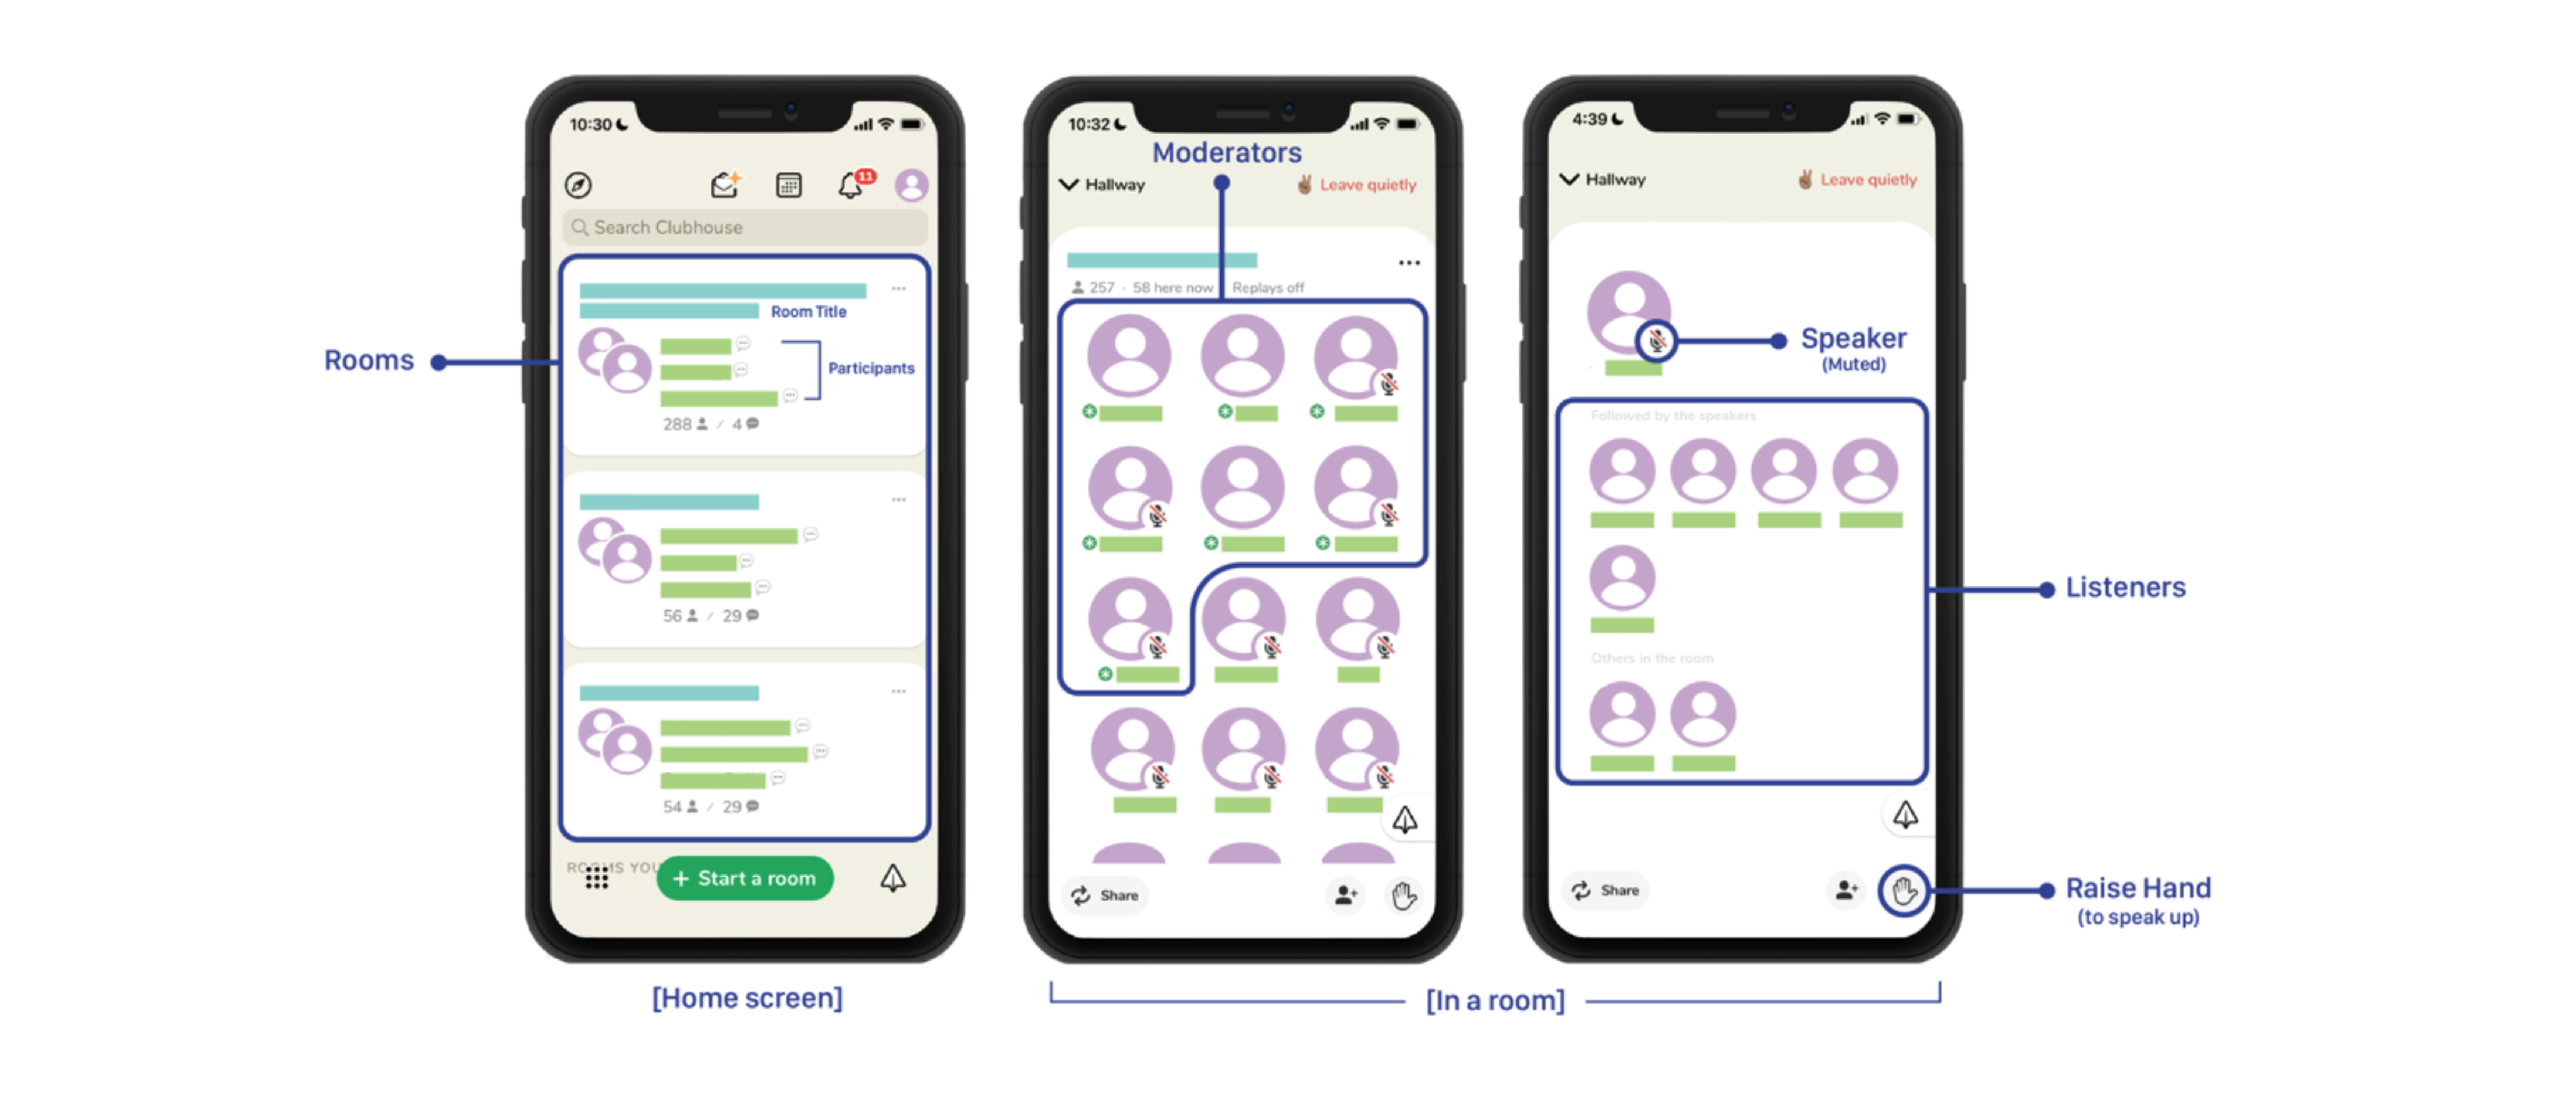 10:30
11
Search Clubhouse
Room Title
Participants
288 / 4
56 / 29
54 / 29
ROOMS YOU
+ Start a room
Rooms
[Home screen]
10:32
Moderators
Hallway
Leave quietly
257 · 58 here now
Replays off
Share
4:39
Hallway
Leave quietly
Speaker
(Muted)
Followed by the speakers
Others in the room
Listeners
Share
Raise Hand
(to speak up)
[In a room]